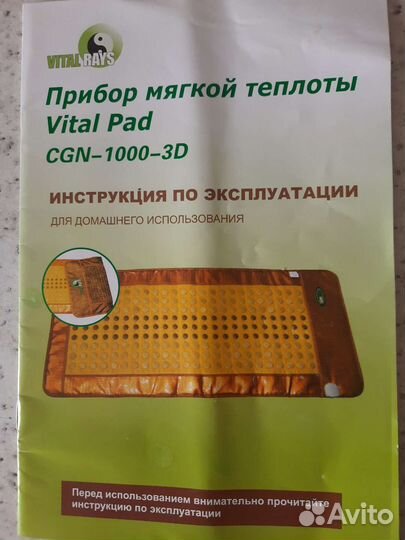 VITAL RAYS
Прибор мягкой теплоты
Vital Pad
CGN-1000-3D
ИНСТРУКЦИЯ ПО ЭКСПЛУАТАЦИИ
ДЛЯ ДОМАШНЕГО ИСПОЛЬЗОВАНИЯ
Перед использованием внимательно прочитайте
инструкцию по эксплуатации
Avito